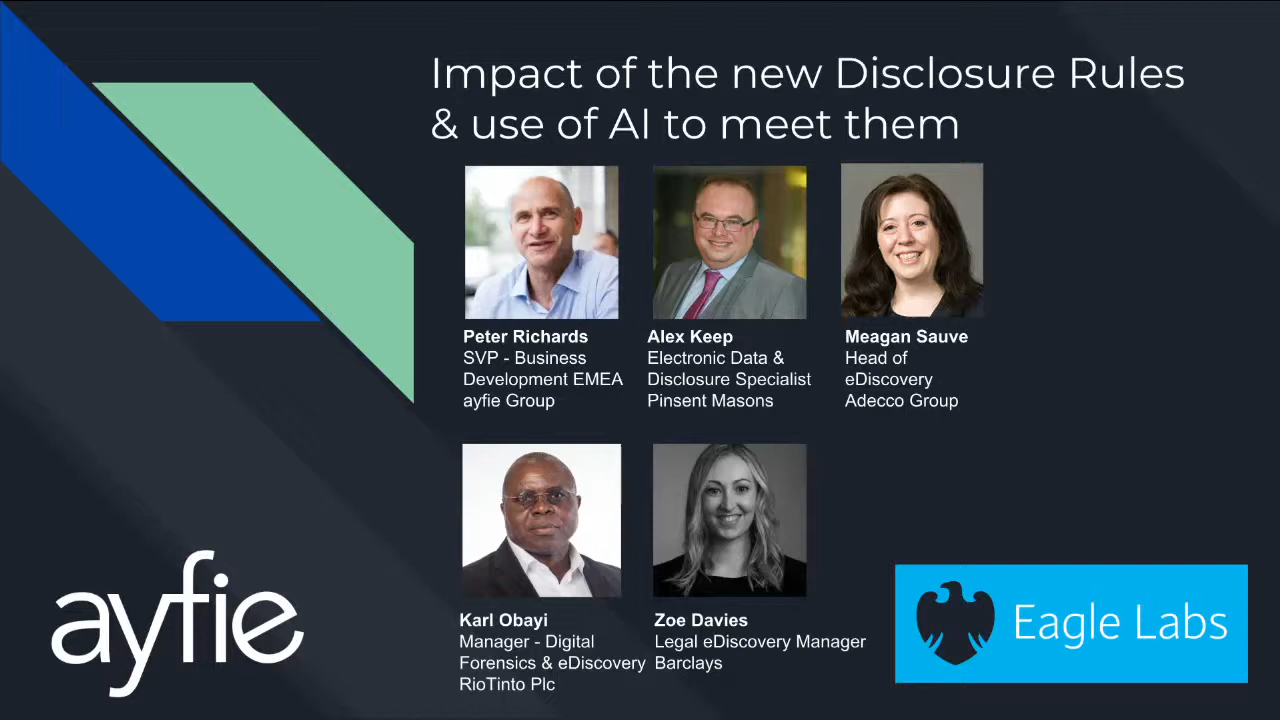 Impact of the new Disclosure Rules
& use of AI to meet them
Peter Richards
SVP - Business
Development EMEA
ayfie Group
Alex Keep
Electronic Data &
Disclosure Specialist
Pinsent Masons
Meagan Sauve
Head of
eDiscovery
Adecco Group
Karl Obayi
Manager - Digital
Forensics & eDiscovery
RioTinto Plc
Zoe Davies
Legal eDiscovery Manager
Barclays
ayfie
Eagle Labs